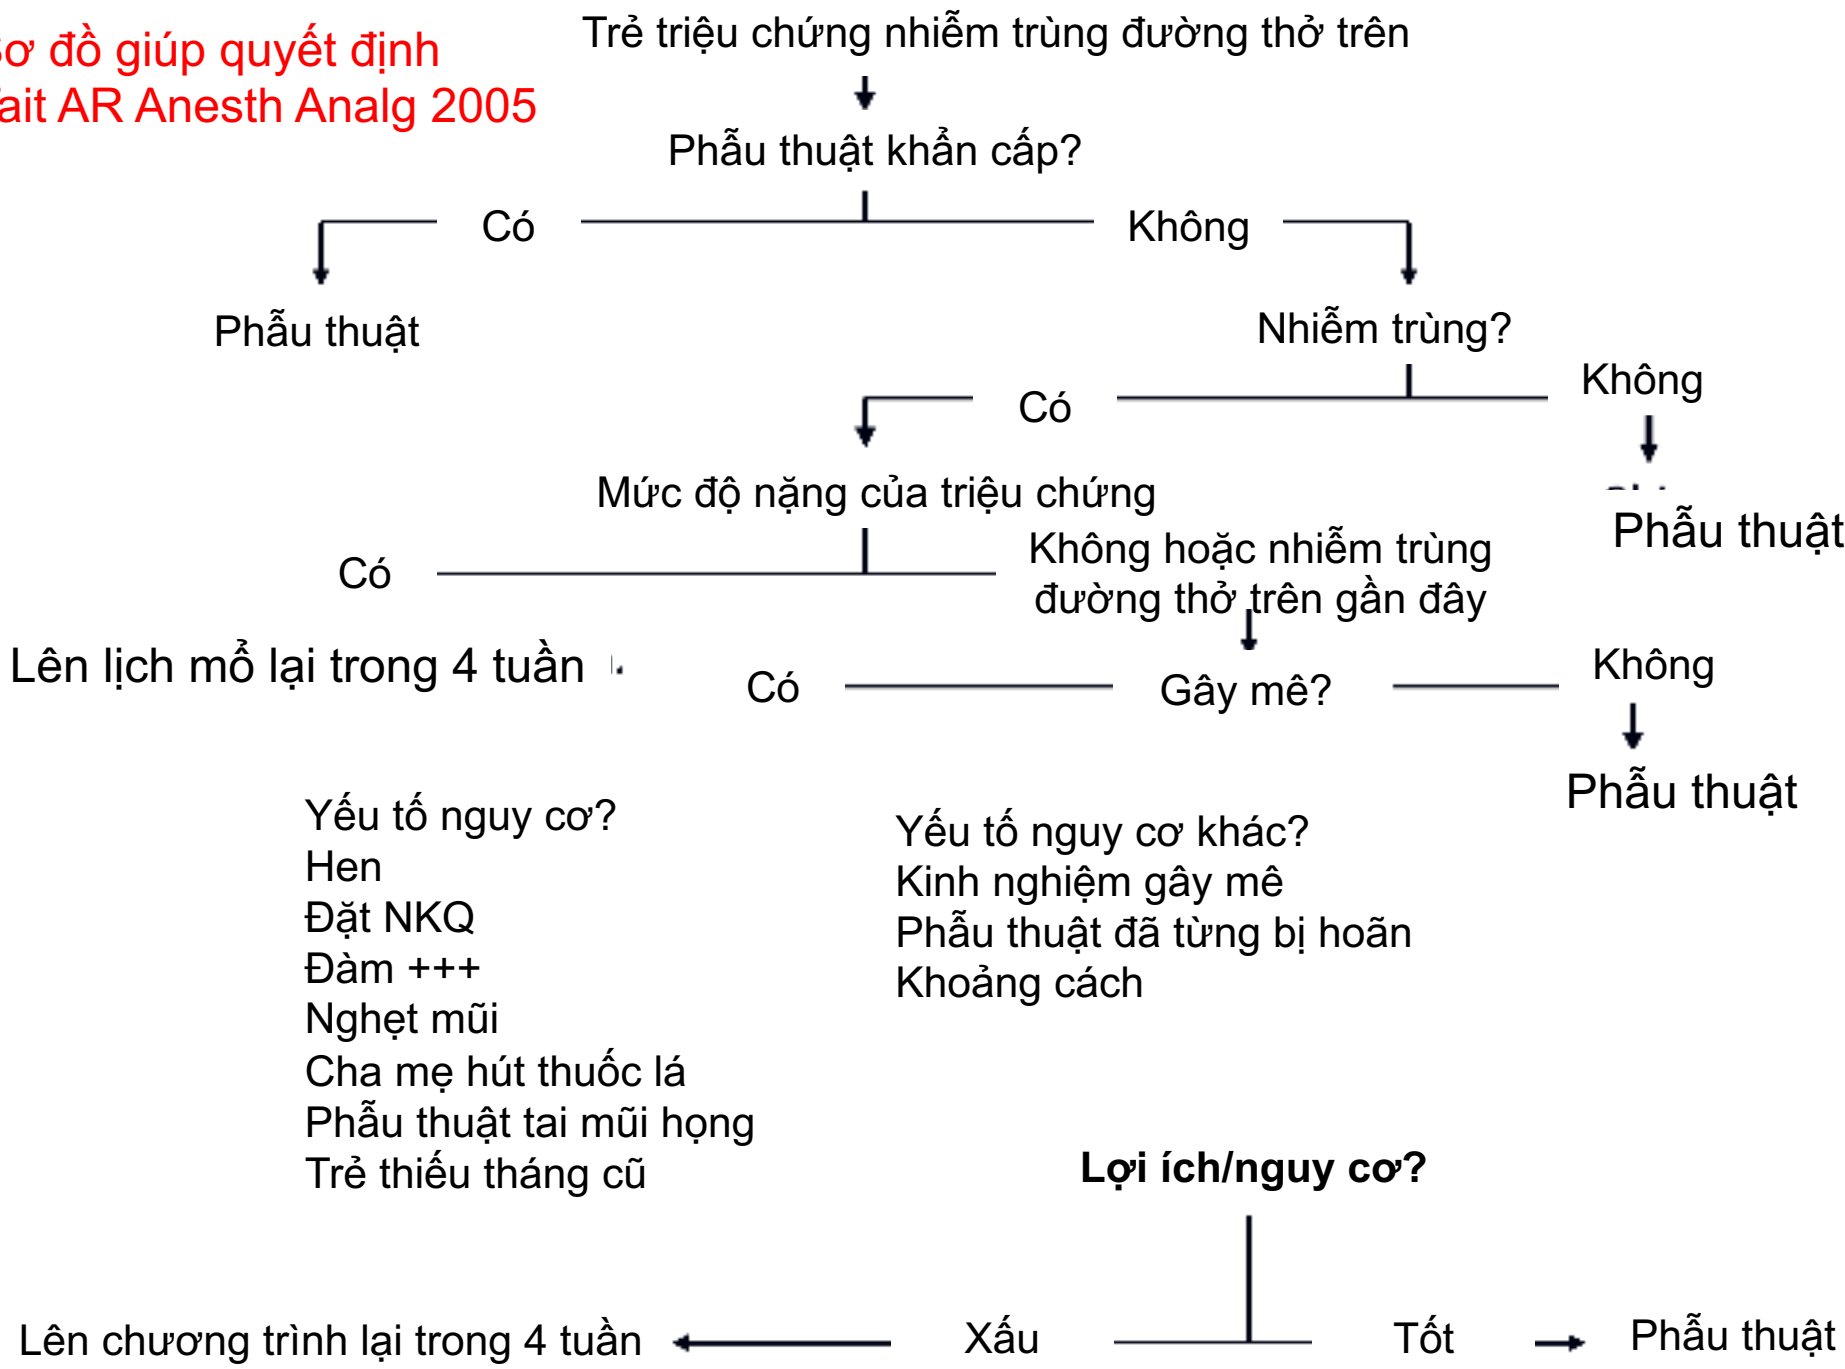 ơ đồ giúp quyết định
ait AR Anesth Analg 2005
Trẻ triệu chứng nhiễm trùng đường thở trên
Phẫu thuật khẩn cấp?
Có
Không
Phẫu thuật
Nhiễm trùng?
Có
Không
Mức độ nặng của triệu chứng
Phẫu thuật
Có
Không hoặc nhiễm trùng
đường thở trên gần đây
Lên lịch mổ lại trong 4 tuần
Có
Gây mê?
Không
Phẫu thuật
Yếu tố nguy cơ?
Hen
Đặt NKQ
Đàm +++
Nghẹt mũi
Cha mẹ hút thuốc lá
Phẫu thuật tai mũi họng
Trẻ thiếu tháng cũ
Yếu tố nguy cơ khác?
Kinh nghiệm gây mê
Phẫu thuật đã từng bị hoãn
Khoảng cách
Lợi ích/nguy cơ?
Lên chương trình lại trong 4 tuần
Xấu
Tốt
Phẫu thuật